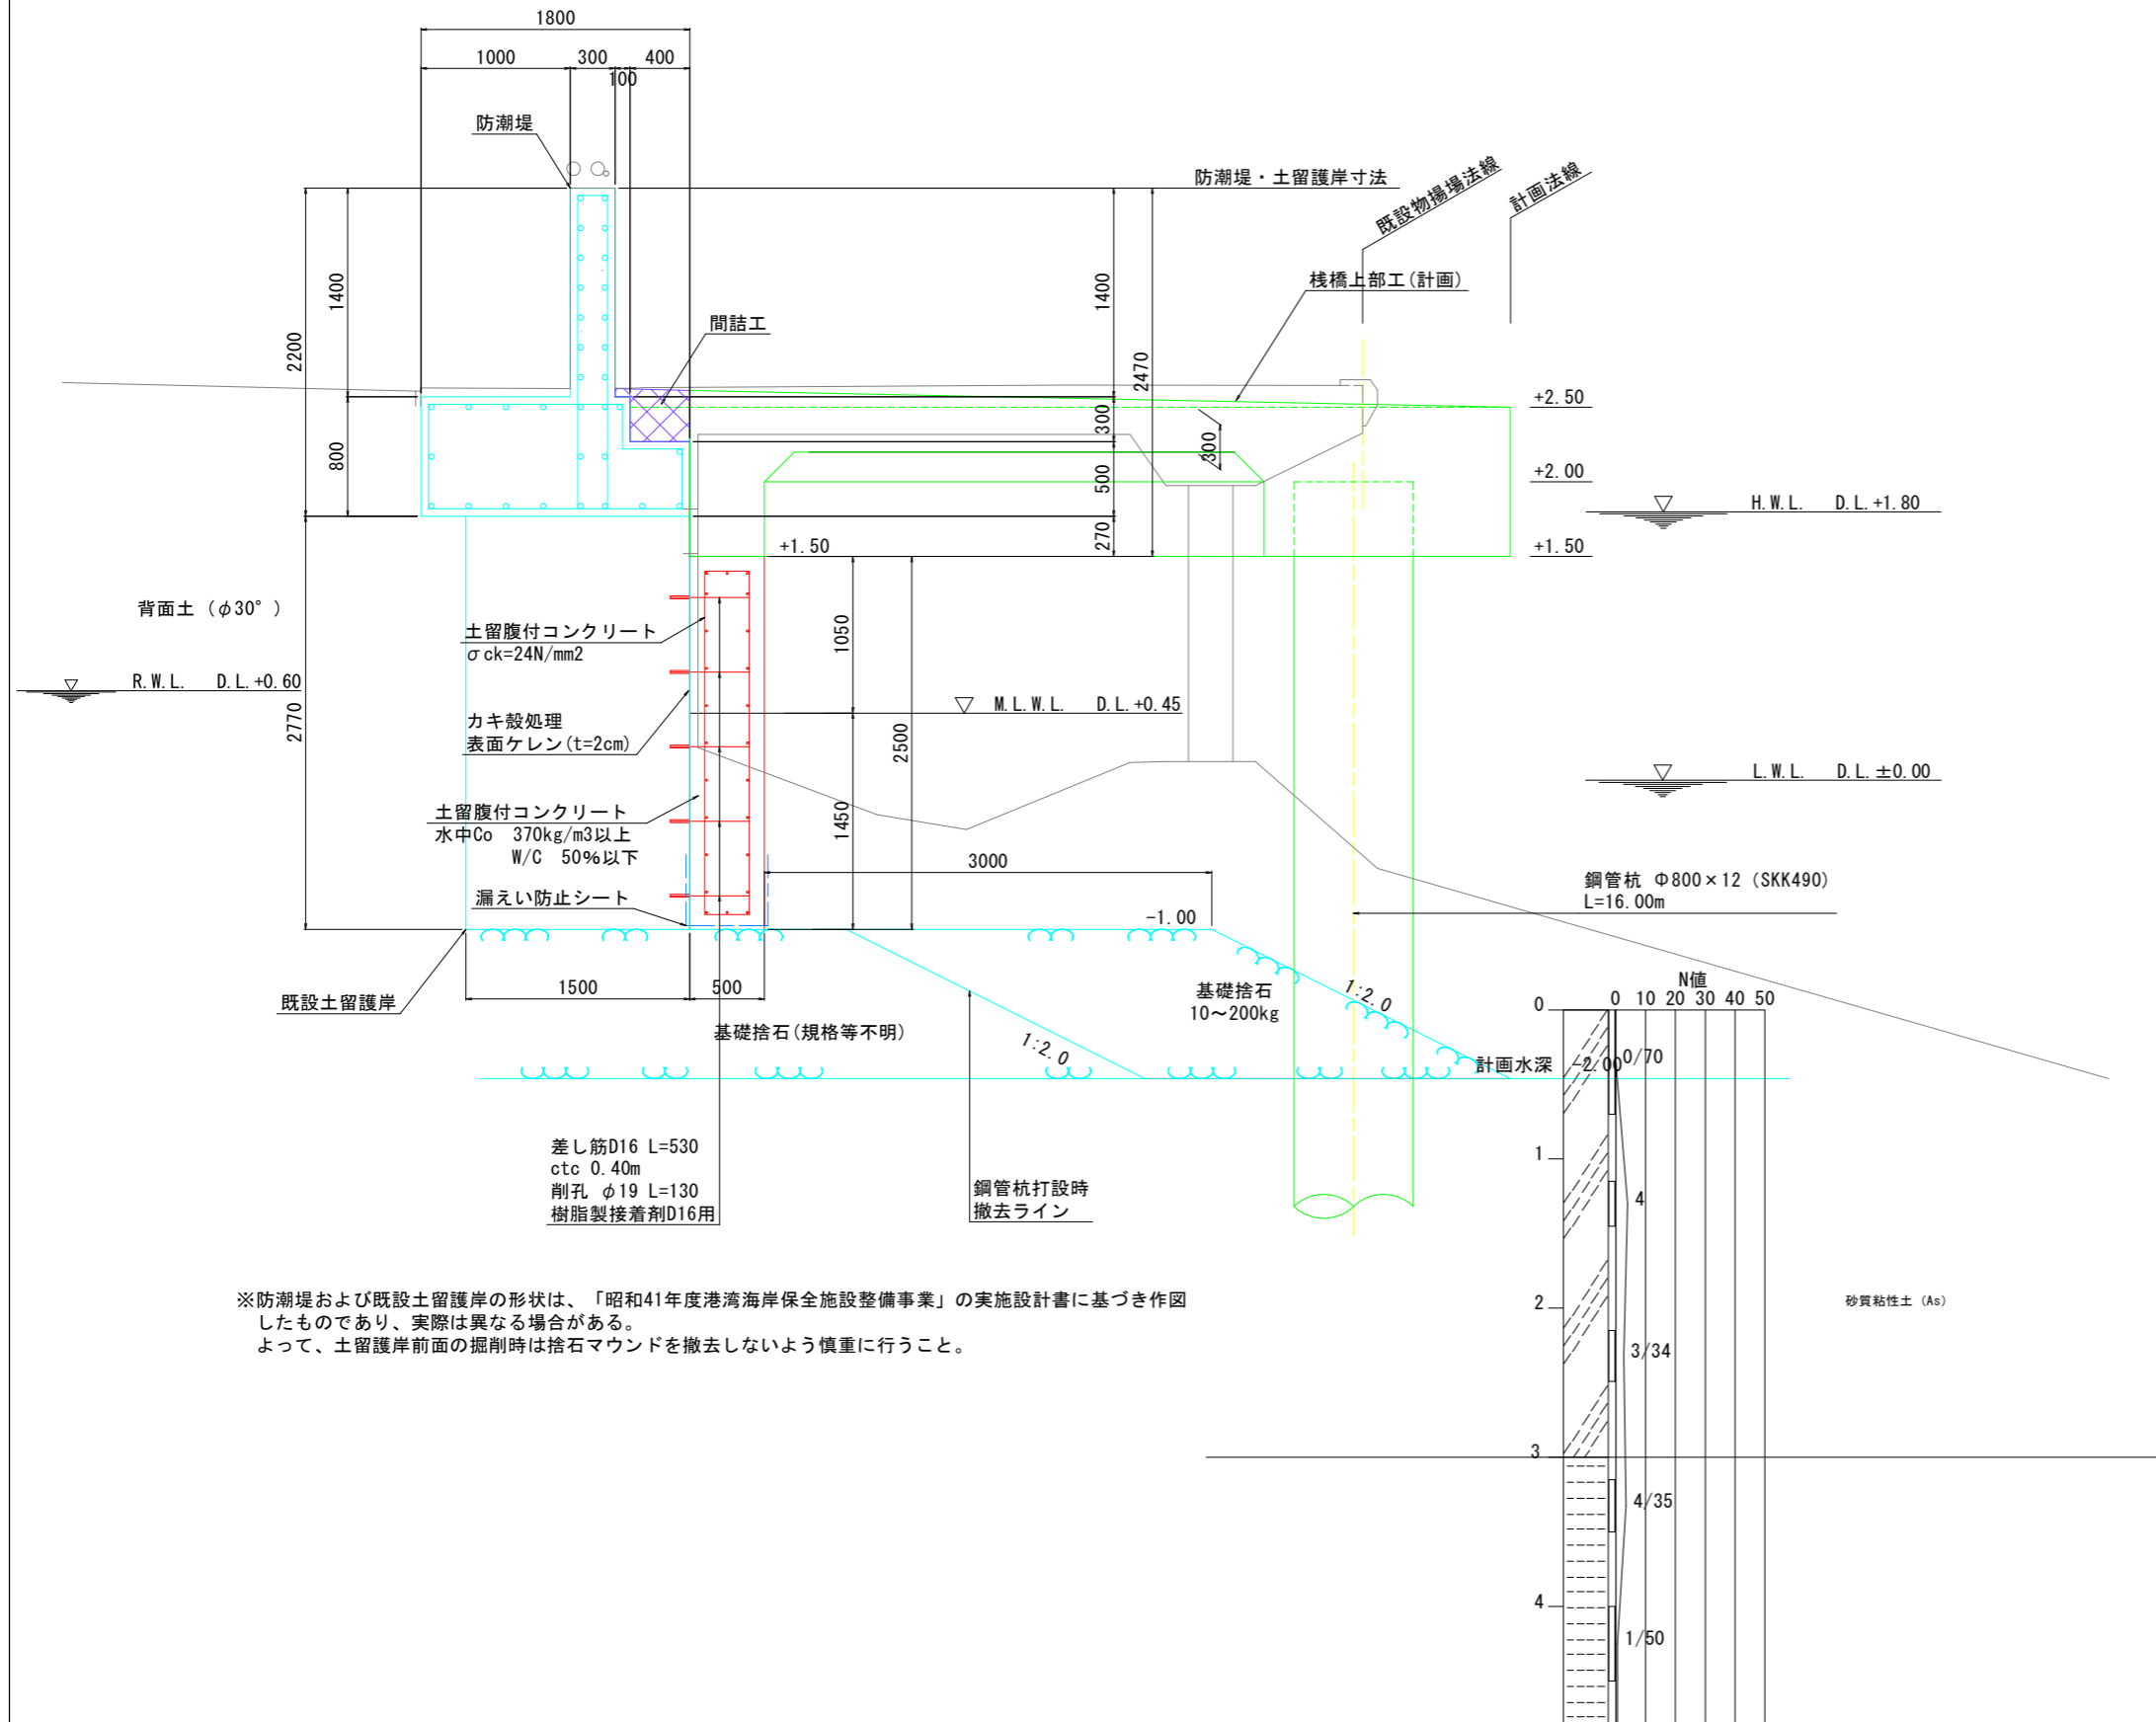 1800
1000
300
100
400
防潮堤
防潮堤・土留護岸寸法
既設物揚場法線
計画法線
桟橋上部工(計画)
間詰工
2200
1400
800
1400
2470
300
300
500
270
+2.50
+2.00
+1.50
+1.50
H.W.L. D.L.+1.80
背面土（φ30°）
土留腹付コンクリート
σck=24N/mm2
R.W.L. D.L.+0.60
2770
1050
カキ殻処理
表面ケレン(t=2cm)
M.L.W.L. D.L.+0.45
2500
L.W.L. D.L.±0.00
土留腹付コンクリート
水中Co 370kg/m3以上
W/C 50%以下
1450
3000
鋼管杭 Φ800×12（SKK490）
L=16.00m
漏えい防止シート
-1.00
既設土留護岸
1500
500
基礎捨石
10～200kg
1:2.0
基礎捨石(規格等不明)
1:2.0
計画水深 -2.00
N値
0 10 20 30 40 50
0
0/70
差し筋D16 L=530
ctc 0.40m
削孔 φ19 L=130
樹脂製接着剤D16用
鋼管杭打設時
撤去ライン
1
4
2
3/34
砂質粘性土（As）
3
4/35
4
1/50
※防潮堤および既設土留護岸の形状は、「昭和41年度港湾海岸保全施設整備事業」の実施設計書に基づき作図
したものであり、実際は異なる場合がある。
よって、土留護岸前面の掘削時は捨石マウンドを撤去しないよう慎重に行うこと。